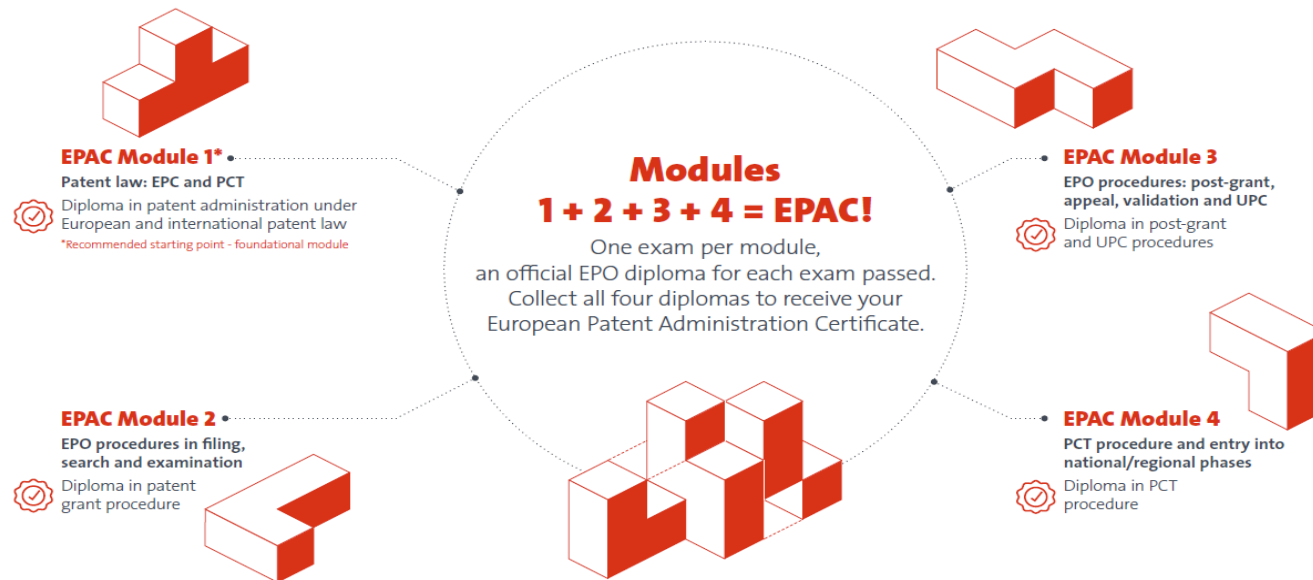 EPAC Module 1*
Patent law: EPC and PCT
Diploma in patent administration under
European and international patent law
*Recommended starting point - foundational module
EPAC Module 2
EPO procedures in filing,
search and examination
Diploma in patent
grant procedure
Modules
1 + 2 + 3 + 4 = EPAC!
One exam per module,
an official EPO diploma for each exam passed.
Collect all four diplomas to receive your
European Patent Administration Certificate.
EPAC Module 3
EPO procedures: post-grant,
appeal, validation and UPC
Diploma in post-grant
and UPC procedures
EPAC Module 4
PCT procedure and entry into
national/regional phases
Diploma in PCT
procedure